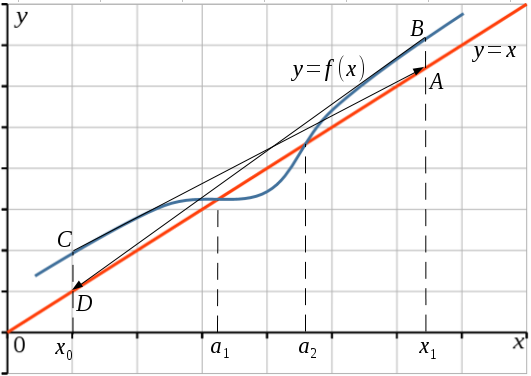 y
B
y=f(x)
y=x
A
C
D
0
x₀
a₁
a₂
x₁
x